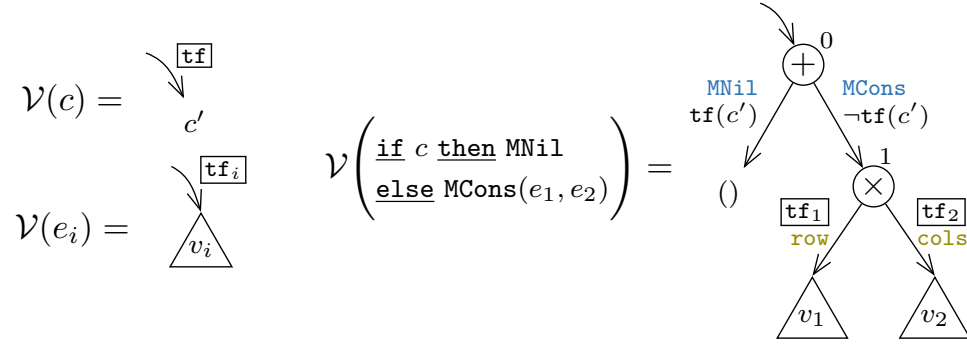 tf
𝒱(c) =
c′
tf_i
𝒱(e_i) =
v_i
𝒱( if c then MNil
else MCons(e_1, e_2) ) =
0
+
MNil
tf(c′)
MCons
¬tf(c′)
()
1
×
tf_1
row
tf_2
cols
v_1
v_2